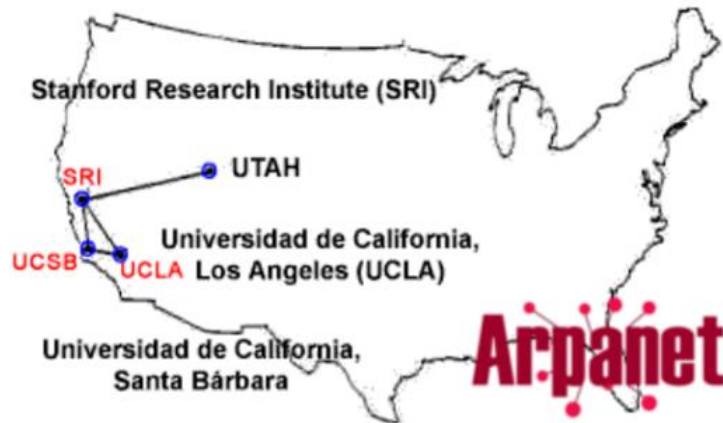 Stanford Research Institute (SRI)
SRI
UTAH
UCSB
UCLA
Universidad de California,
Los Angeles (UCLA)
Universidad de California,
Santa Bárbara
Arpanet